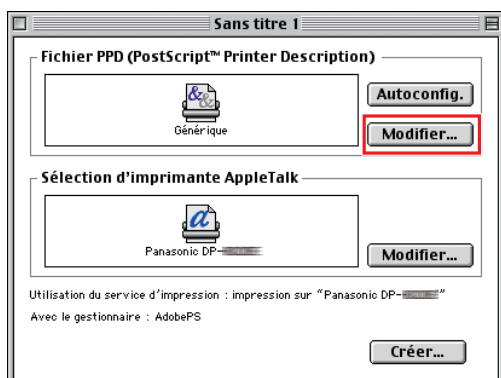 Sans titre 1
Fichier PPD (PostScript™ Printer Description)
Générique
Autoconfig.
Modifier...
Sélection d'imprimante AppleTalk
Panasonic DP-
Modifier...
Utilisation du service d'impression : impression sur "Panasonic DP- "
Avec le gestionnaire : AdobePS
Créer...